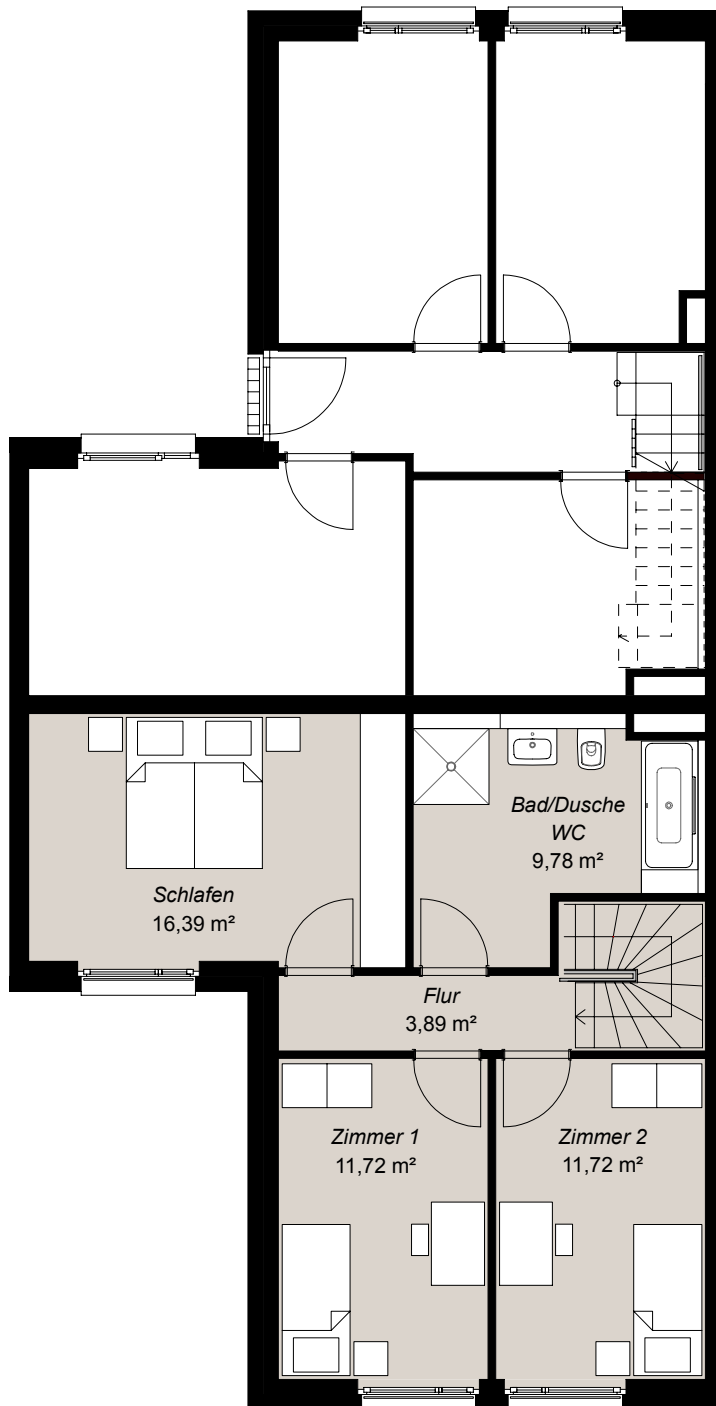 Bad/Dusche
WC
9,78 m²
Schlafen
16,39 m²
Flur
3,89 m²
Zimmer 1
11,72 m²
Zimmer 2
11,72 m²